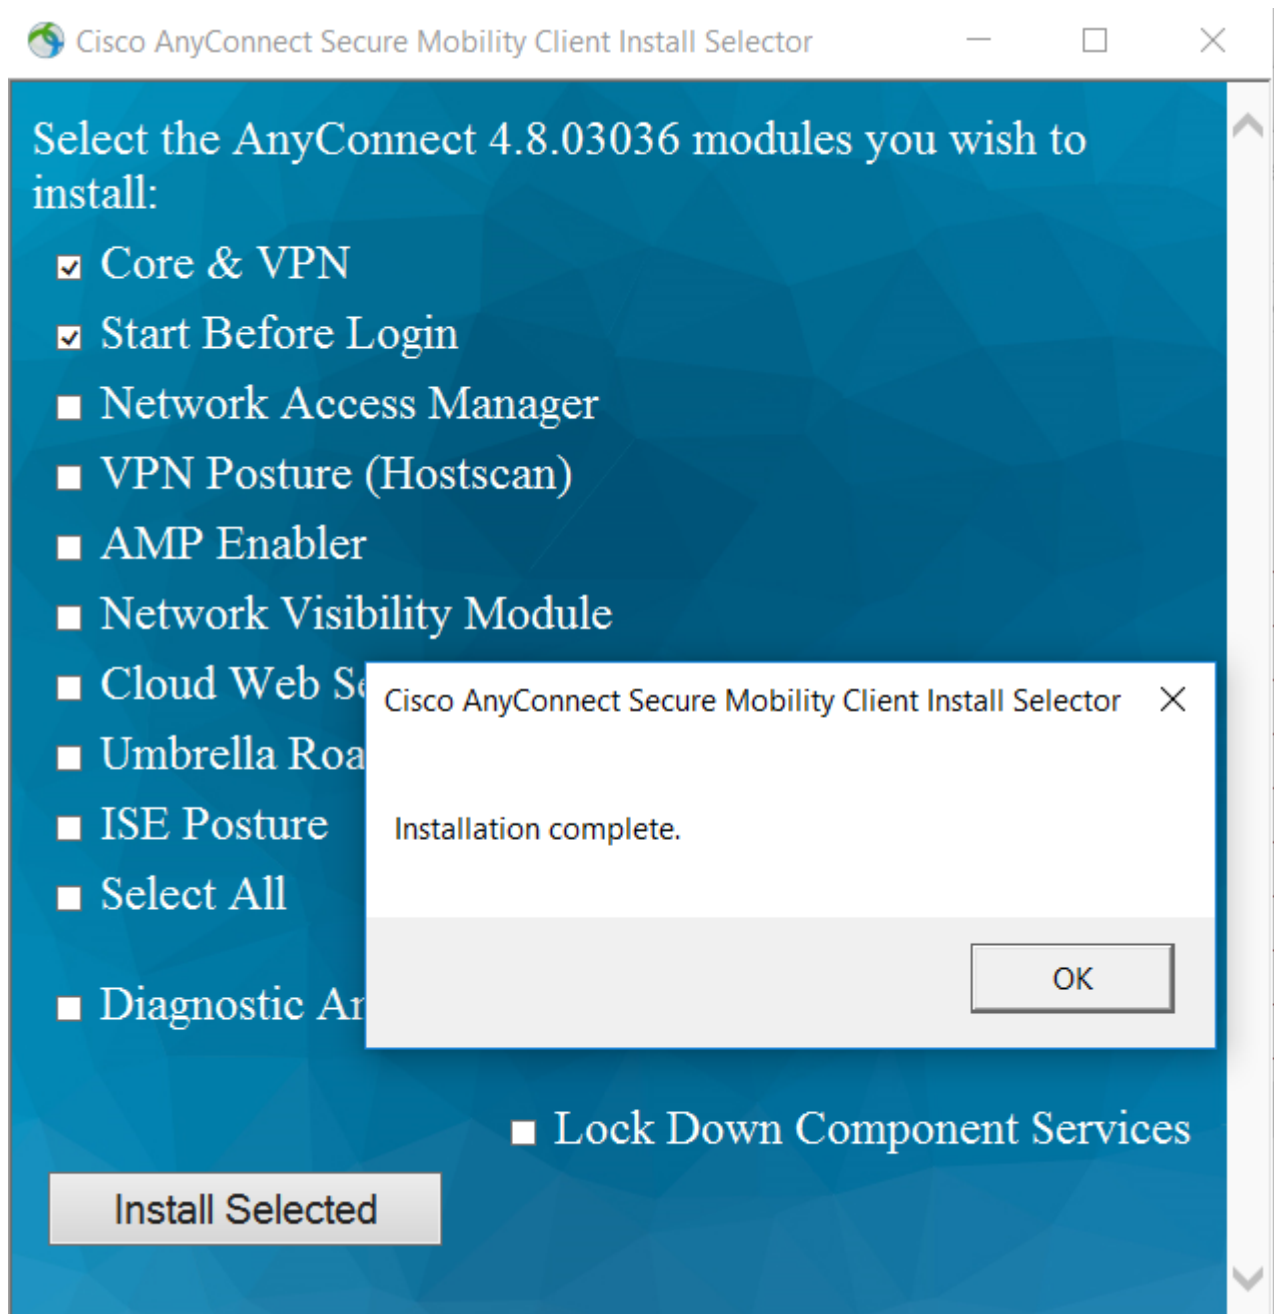 Cisco AnyConnect Secure Mobility Client Install Selector
Select the AnyConnect 4.8.03036 modules you wish to
install:
Core & VPN
Start Before Login
Network Access Manager
VPN Posture (Hostscan)
AMP Enabler
Network Visibility Module
Cloud Web
Umbrella
ISE Posture
Select All
Diagnostic
Cisco AnyConnect Secure Mobility Client Install Selector
Installation complete.
OK
Lock Down Component Services
Install Selected